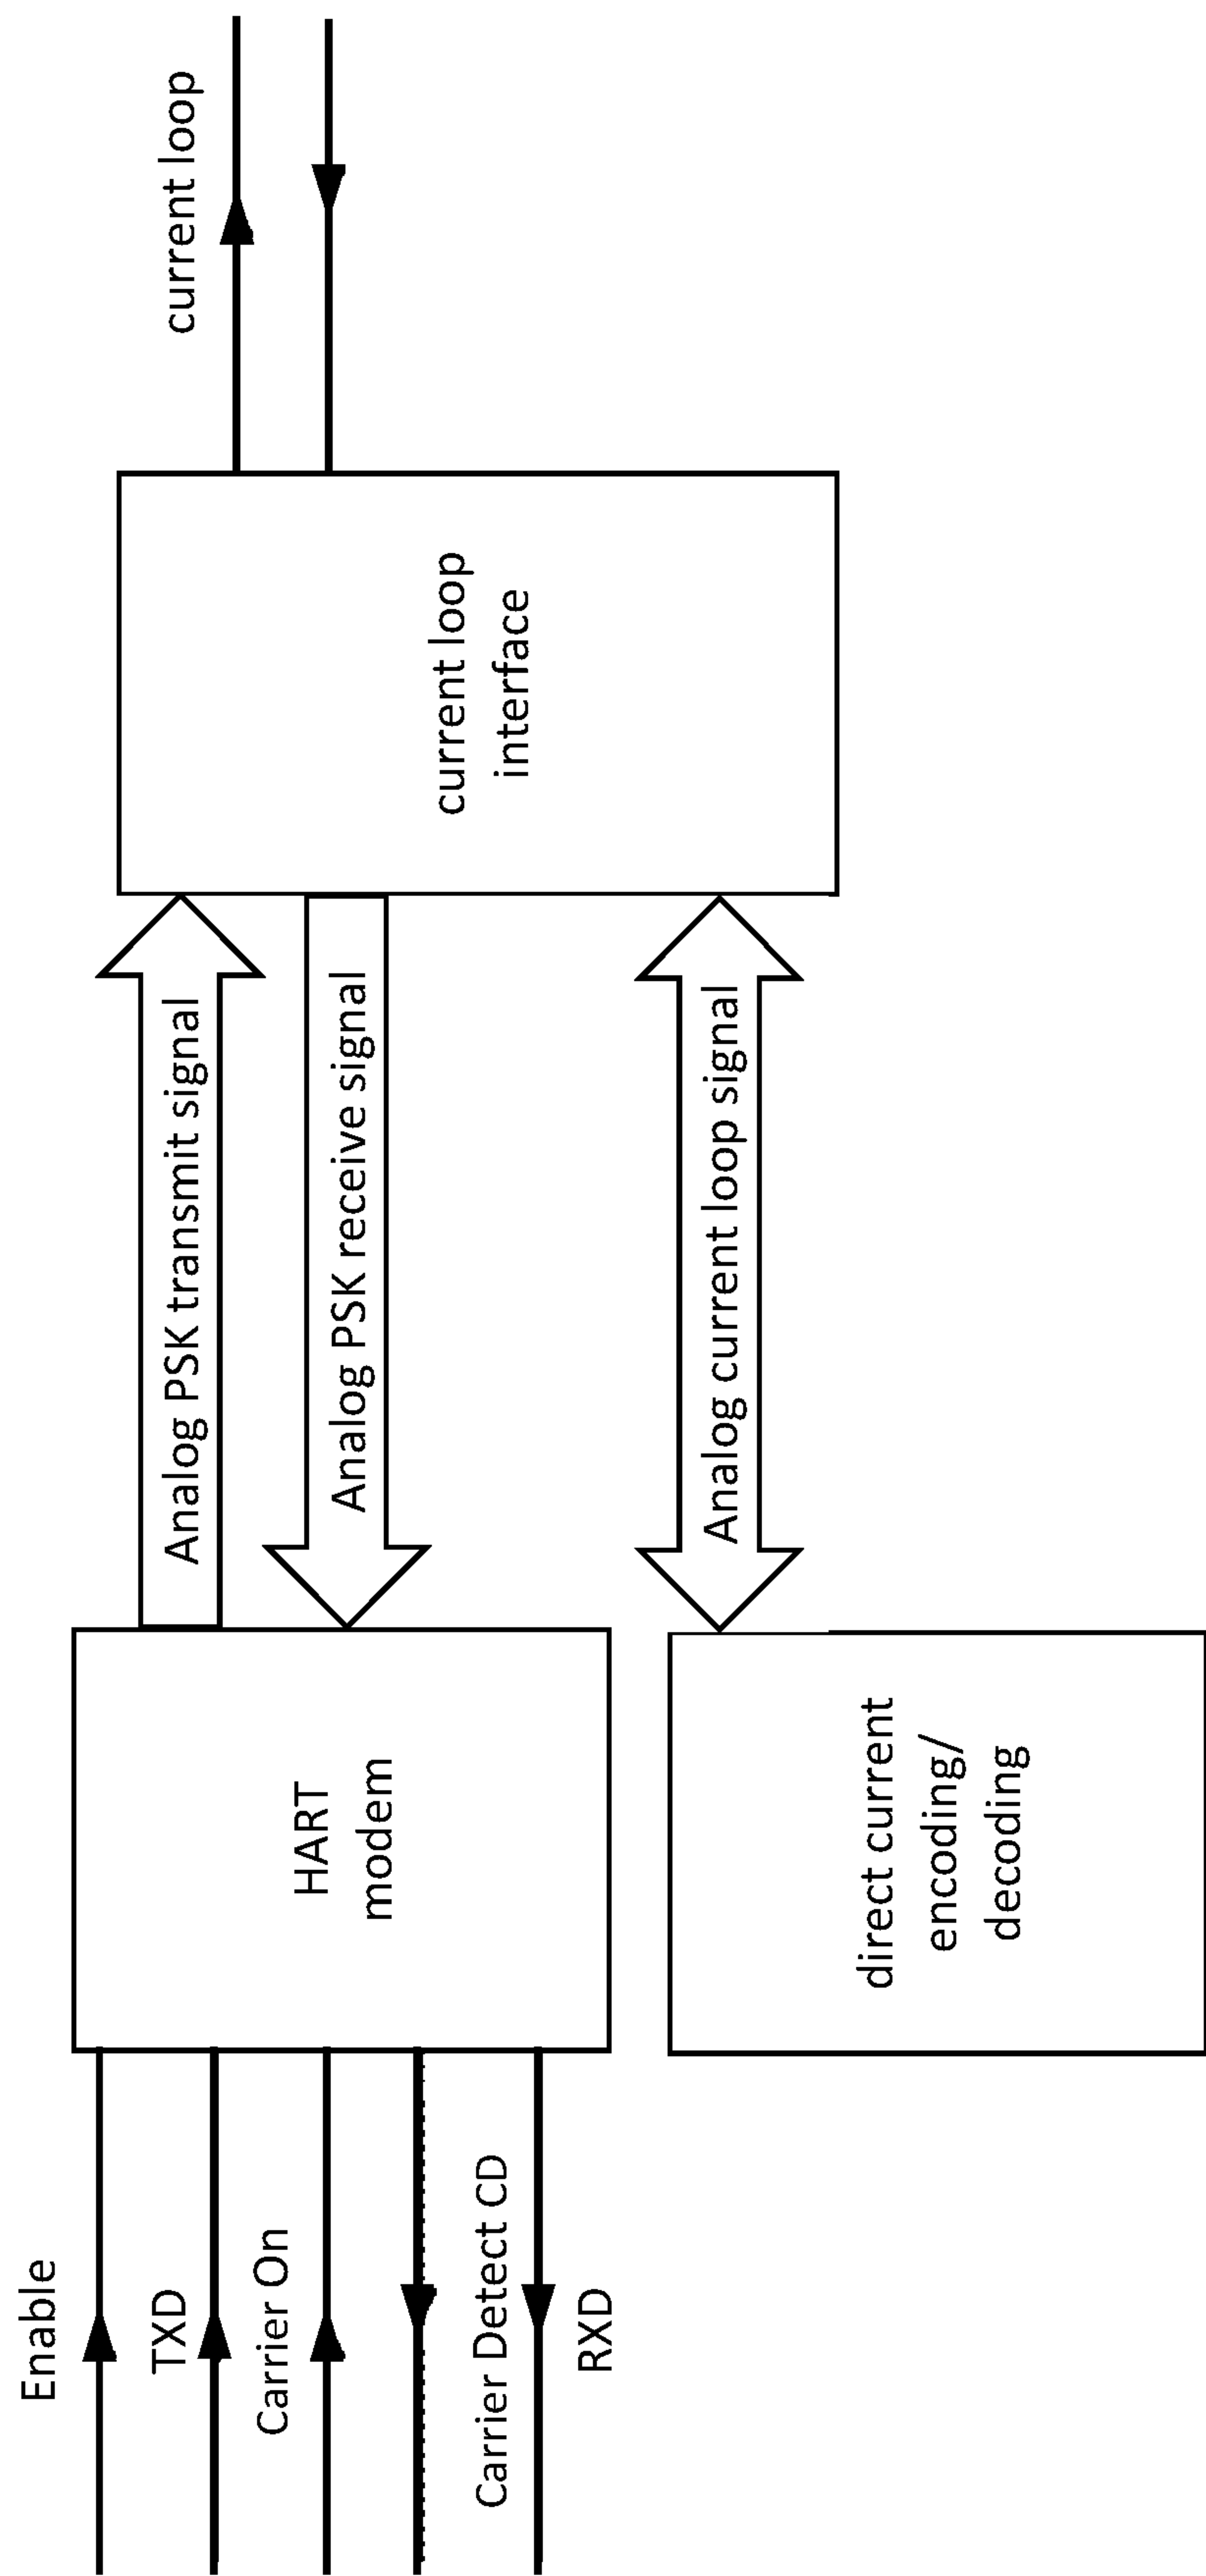 Enable
TXD
Carrier On
Carrier Detect CD
RXD
HART
modem
direct current
encoding/
decoding
Analog PSK transmit signal
Analog PSK receive signal
Analog current loop signal
current loop
interface
current loop